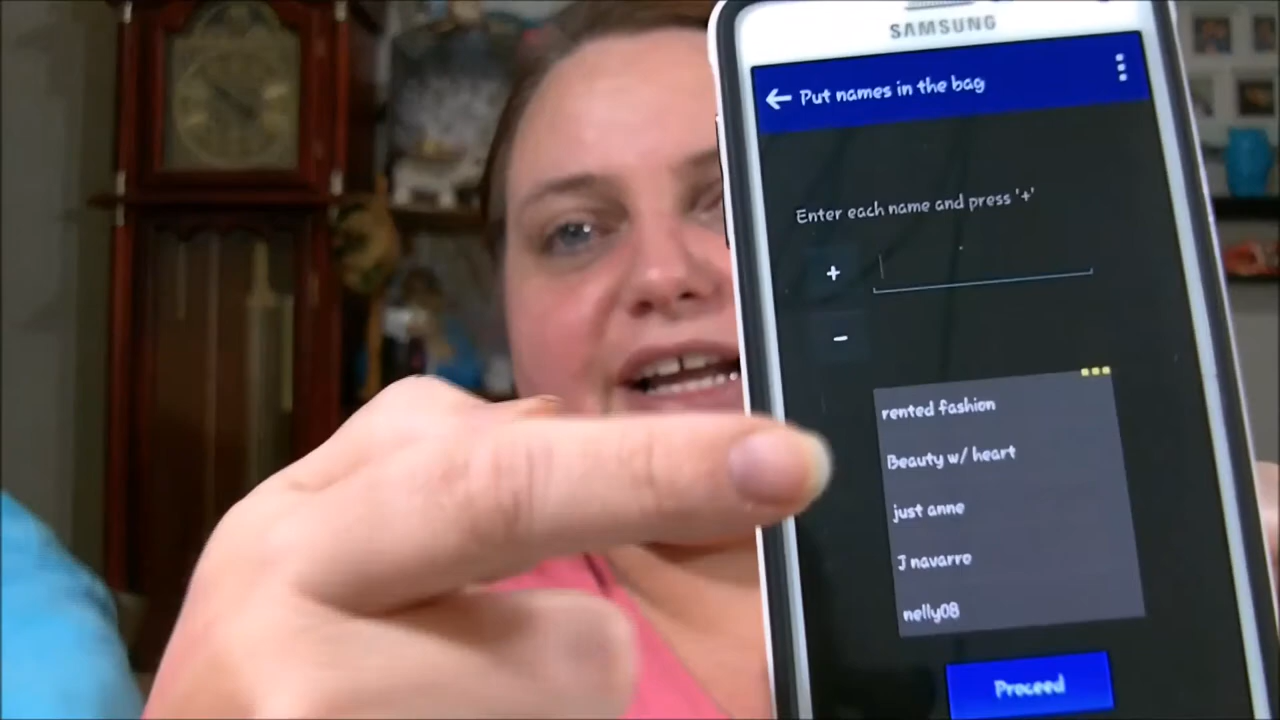 SAMSUNG
Put names in the bag
Enter each name and press '+'
+
-
rented fashion
Beauty w/ heart
just anne
J navarro
nelly08
Proceed